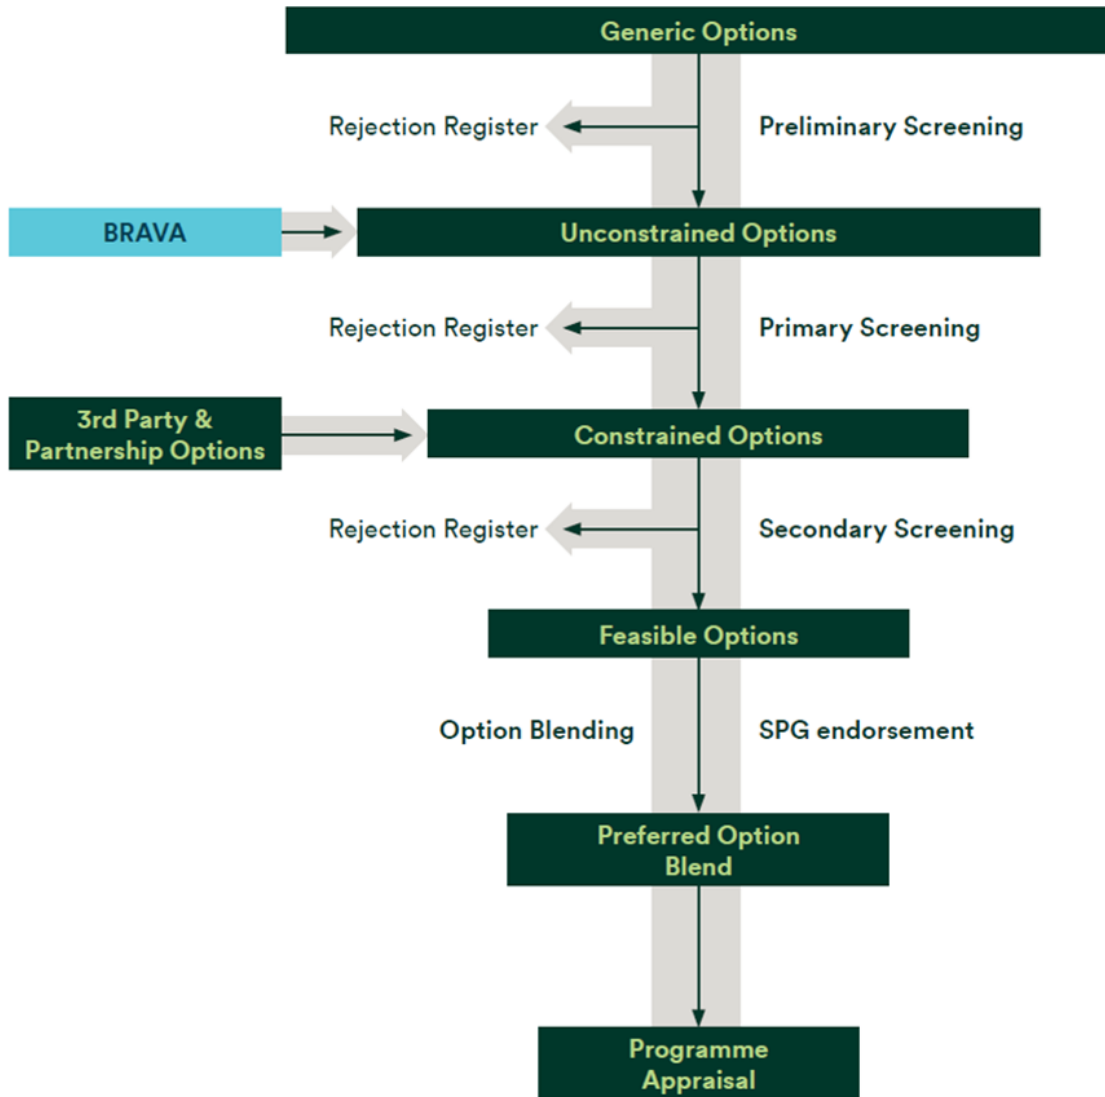 Generic Options
Rejection Register
Preliminary Screening
BRAVA
Unconstrained Options
Rejection Register
Primary Screening
3rd Party &
Partnership Options
Constrained Options
Rejection Register
Secondary Screening
Feasible Options
Option Blending
SPG endorsement
Preferred Option
Blend
Programme
Appraisal